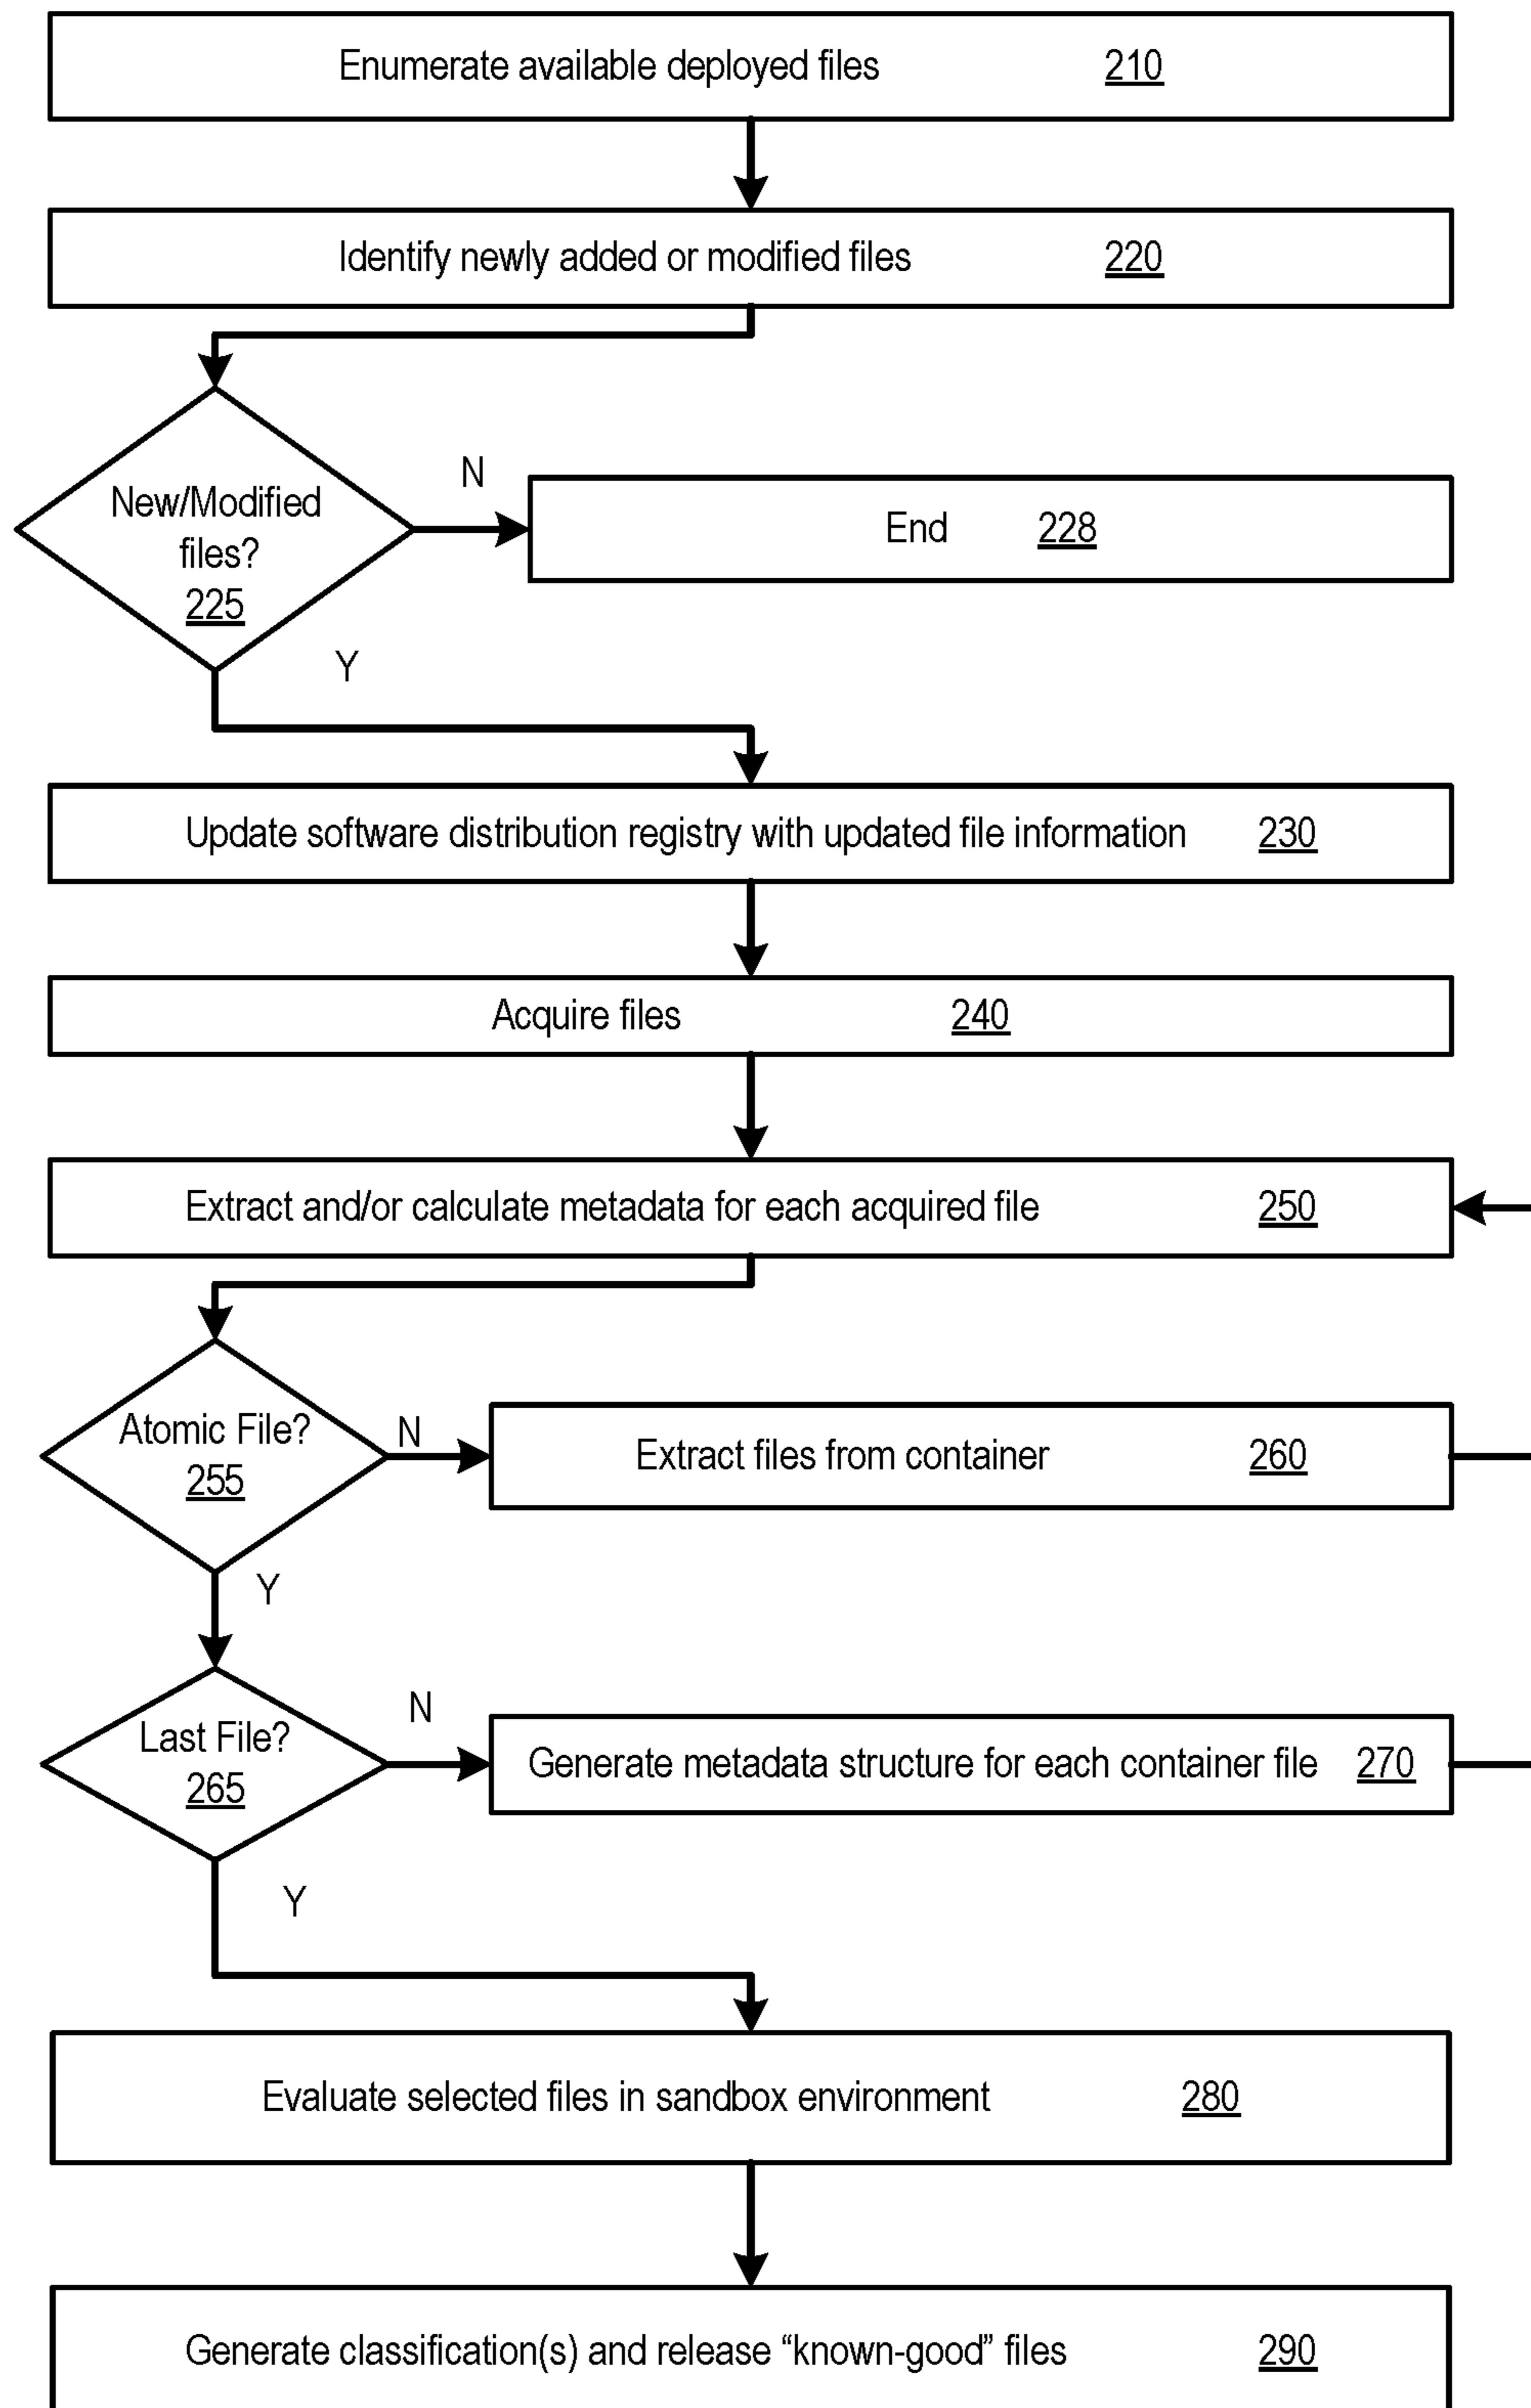 Enumerate available deployed files 210
Identify newly added or modified files 220
New/Modified
files?
225
N
End 228
Y
Update software distribution registry with updated file information 230
Acquire files 240
Extract and/or calculate metadata for each acquired file 250
Atomic File?
255
N
Extract files from container 260
Y
Last File?
265
N
Generate metadata structure for each container file 270
Y
Evaluate selected files in sandbox environment 280
Generate classification(s) and release “known-good” files 290